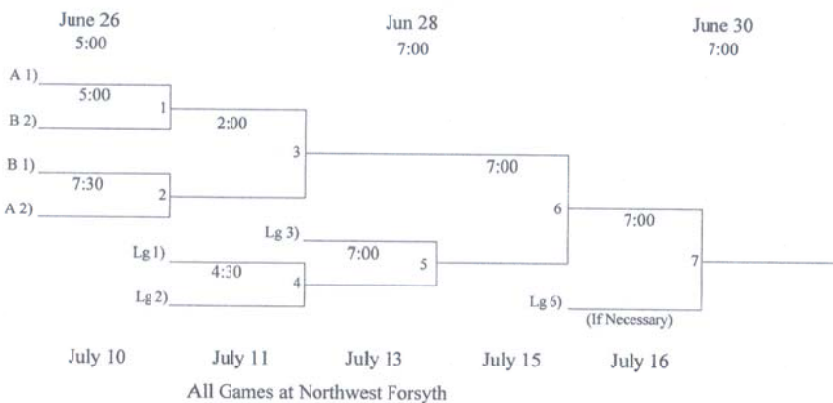 June 26 Jun 28 June 30
5:00 7:00 7:00
A 1)
5:00
1
B 2)
2:00
3
B 1)
7:30
2
A 2)
7:00
6
Lg 3)
7:00
5
Lg 1)
4:30
4
Lg 2)
7:00
7
Lg 5)
(If Necessary)
July 10 July 11 July 13 July 15 July 16
All Games at Northwest Forsyth